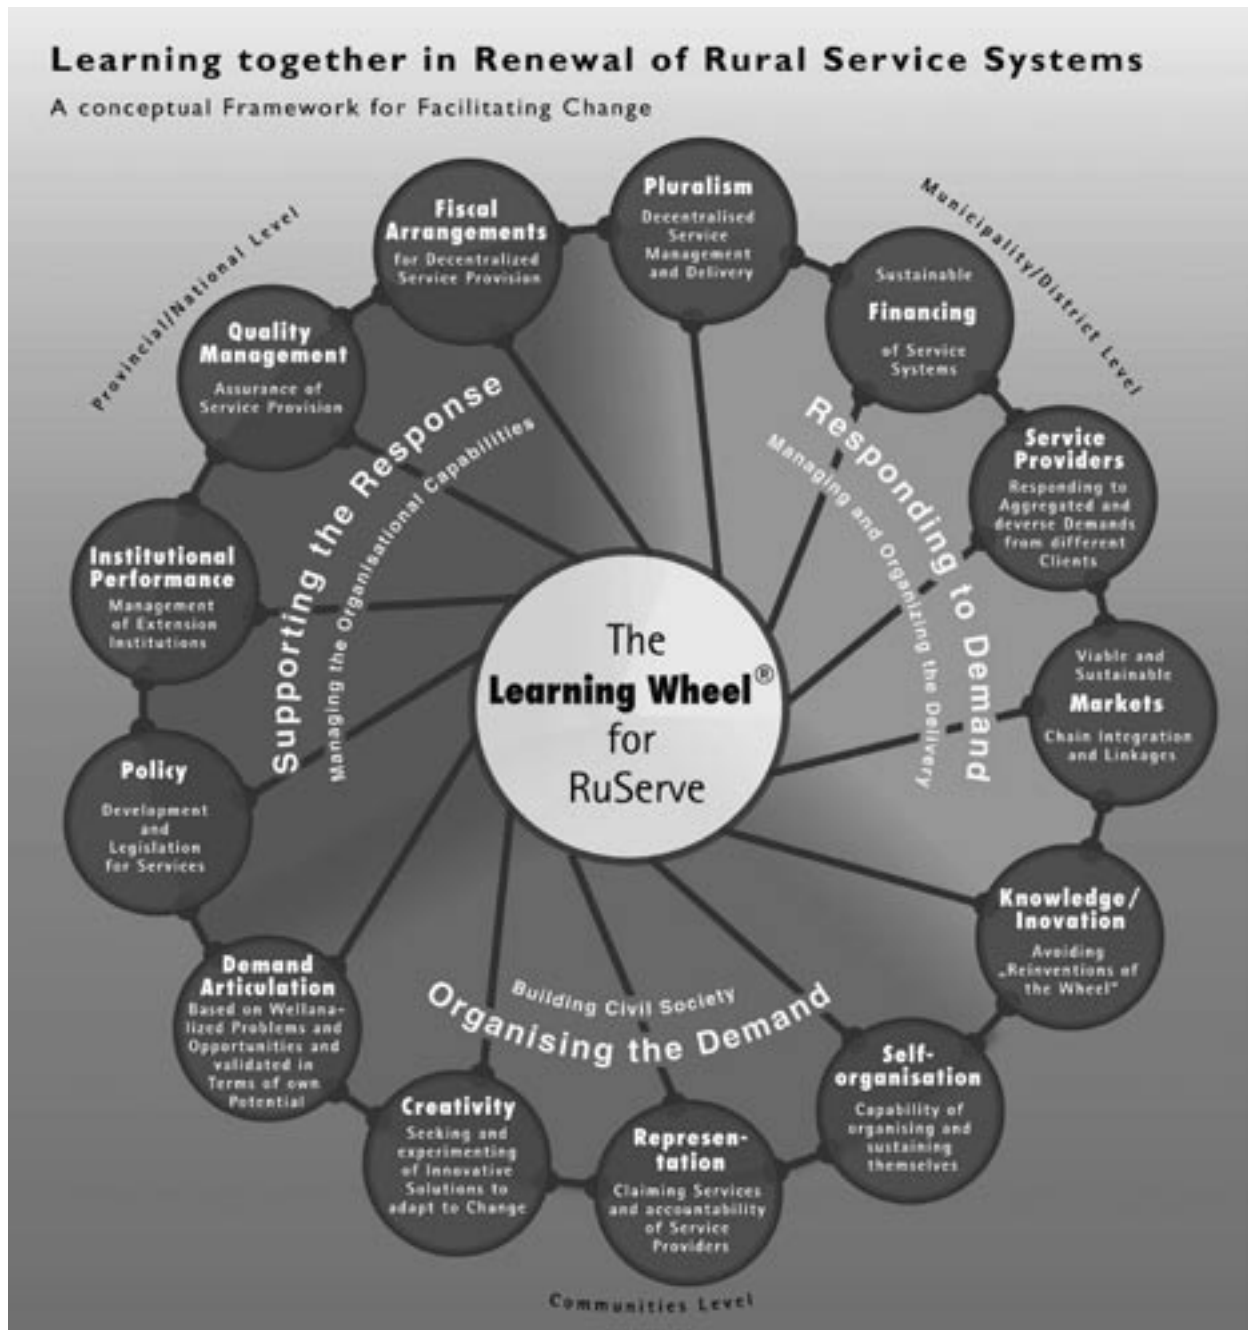 Learning together in Renewal of Rural Service Systems
A conceptual Framework for Facilitating Change
Provincial/National Level
Municipality/District Level
Communities Level
The
Learning Wheel®
for
RuServe
Supporting the Response
Managing the Organisational Capabilities
Responding to Demand
Managing and Organizing the Delivery
Organising the Demand
Building Civil Society
Pluralism
Decentralised
Service
Management
and Delivery
Sustainable
Financing
of Service
Systems
Service
Providers
Responding to
Aggregated and
deverse Demands
from different
Clients
Viable and
Sustainable
Markets
Chain Integration
and Linkages
Knowledge/
Inovation
Avoiding
„Reinventions of
the Wheel“
Self-
organisation
Capability of
organising and
sustaining
themselves
Represen-
tation
Claiming Services
and accountability
of Service
Providers
Creativity
Seeking and
experimenting
of Innovative
Solutions to
adapt to Change
Demand
Articulation
Based on Wellana-
lized Problems and
Opportunities and
validated in
Terms of own
Potential
Policy
Development
and
Legislation
for Services
Institutional
Performance
Management
of Extension
Institutions
Quality
Management
Assurance of
Service Provision
Fiscal
Arrangements
for Decentralized
Service Provision